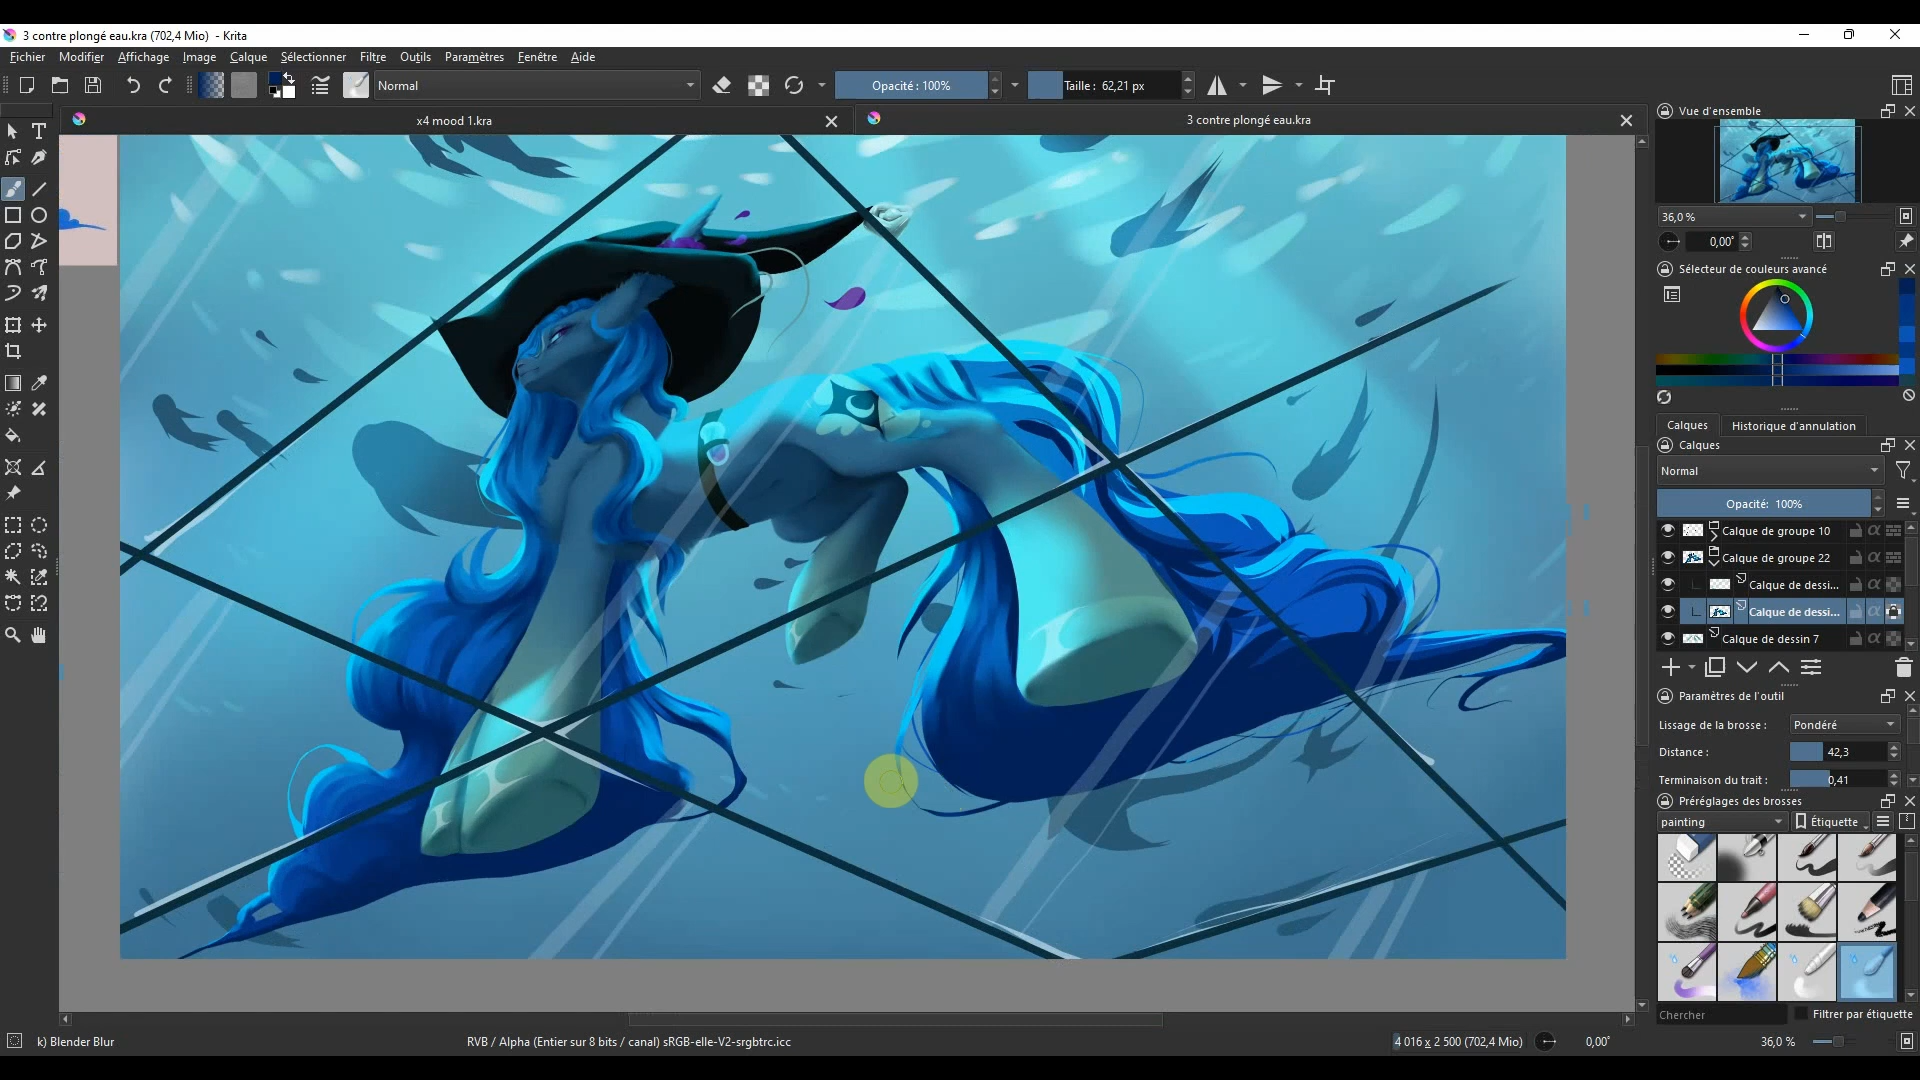 3 contre plongé eau.kra (702,4 Mio)  - Krita
Fichier Modifier Affichage Image Calque Sélectionner Filtre Outils Paramètres Fenêtre Aide
Normal
Opacité : 100%
Taille : 62,21 px
x4 mood 1.kra
3 contre plongé eau.kra
Vue d'ensemble
36,0 %
0,00°
Sélecteur de couleurs avancé
Calques
Historique d'annulation
Calques
Normal
Opacité: 100%
Calque de groupe 10
Calque de groupe 22
Calque de dessi...
Calque de dessi...
Calque de dessin 7
Paramètres de l'outil
Lissage de la brosse :
Pondéré
Distance :
42,3
Terminaison du trait :
0,41
Préréglages des brosses
painting
Étiquette
Chercher
Filtrer par étiquette
k) Blender Blur
RVB / Alpha (Entier sur 8 bits / canal) sRGB-elle-V2-srgbtrc.icc
4 016 x 2 500 (702,4 Mio)
0,00°
36,0 %